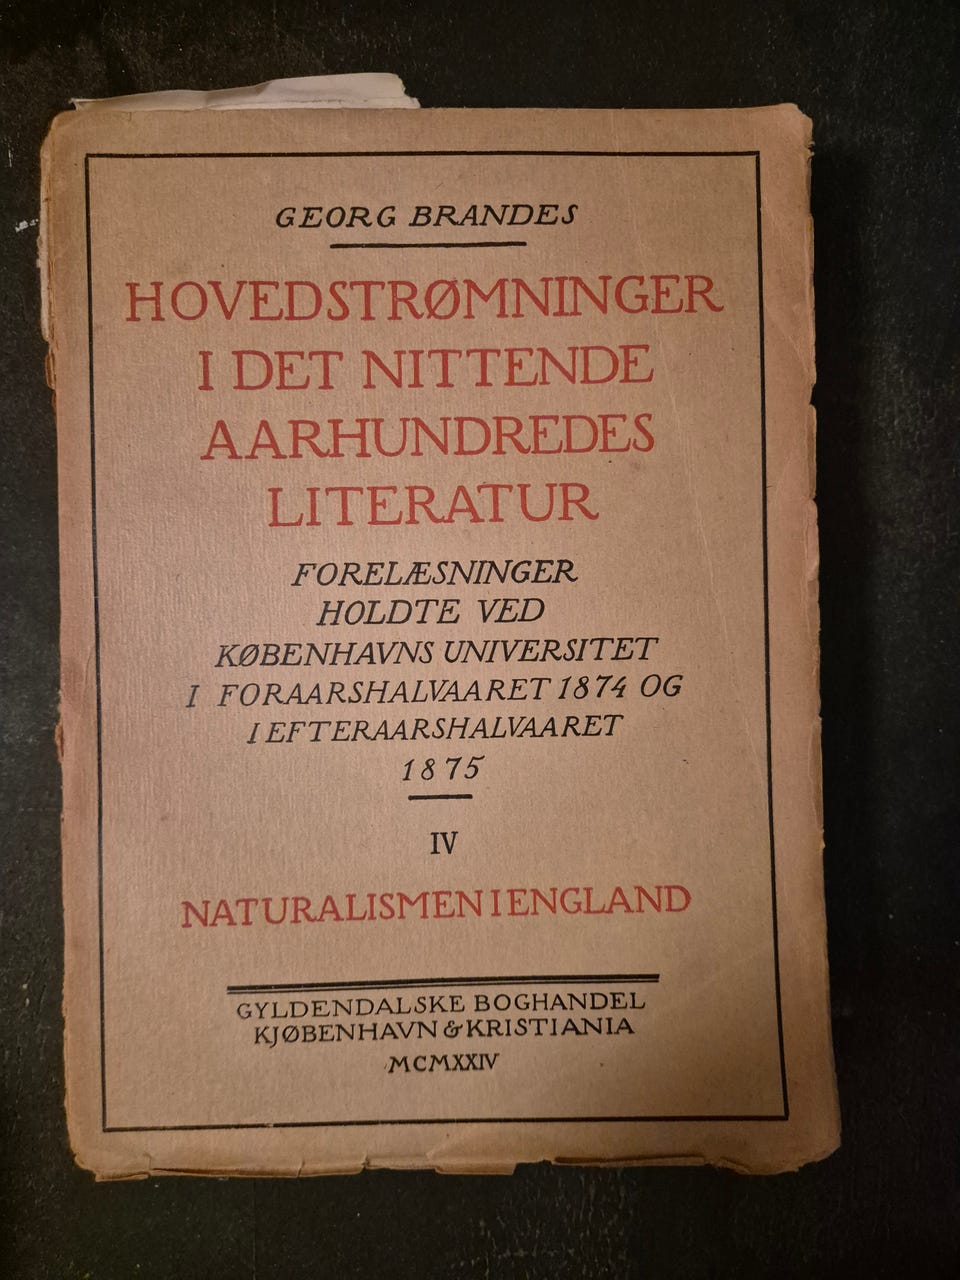 GEORG BRANDES
HOVEDSTRØMNINGER
I DET NITTENDE
AARHUNDREDES
LITERATUR
FORELÆSNINGER
HOLDTE VED
KØBENHAVNS UNIVERSITET
I FORAARSHALVAARET 1874 OG
I EFTERAARSHALVAARET
1875
IV
NATURALISMEN I ENGLAND
GYLDENDALSKE BOGHANDEL
KJØBENHAVN & KRISTIANIA
MCMXXIV